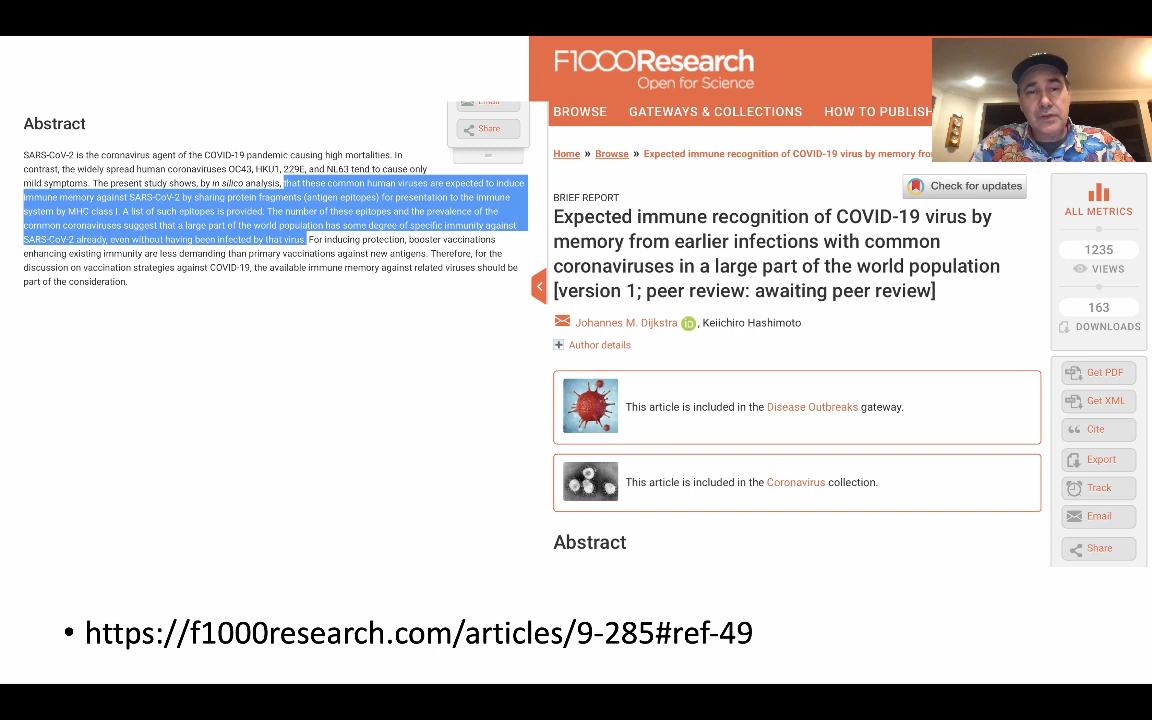 Email
Share
Abstract
SARS-CoV-2 is the coronavirus agent of the COVID-19 pandemic causing high mortalities. In
contrast, the widely spread human coronaviruses OC43, HKU1, 229E, and NL63 tend to cause only
mild symptoms. The present study shows, by in silico analysis, that these common human viruses are expected to induce
immune memory against SARS-CoV-2 by sharing protein fragments (antigen epitopes) for presentation to the immune
system by MHC class I. A list of such epitopes is provided. The number of these epitopes and the prevalence of the
common coronaviruses suggest that a large part of the world population has some degree of specific immunity against
SARS-CoV-2 already, even without having been infected by that virus. For inducing protection, booster vaccinations
enhancing existing immunity are less demanding than primary vaccinations against new antigens. Therefore, for the
discussion on vaccination strategies against COVID-19, the available immune memory against related viruses should be
part of the consideration.
F1000Research
Open for Science
BROWSE GATEWAYS & COLLECTIONS HOW TO PUBLISH
Home » Browse » Expected immune recognition of COVID-19 virus by memory from
Check for updates
BRIEF REPORT
Expected immune recognition of COVID-19 virus by
memory from earlier infections with common
coronaviruses in a large part of the world population
[version 1; peer review: awaiting peer review]
Johannes M. Dijkstra iD, Keiichiro Hashimoto
+ Author details
This article is included in the Disease Outbreaks gateway.
This article is included in the Coronavirus collection.
Abstract
ALL METRICS
1235
VIEWS
163
DOWNLOADS
Get PDF
Get XML
Cite
Export
Track
Email
Share
• https://f1000research.com/articles/9-285#ref-49